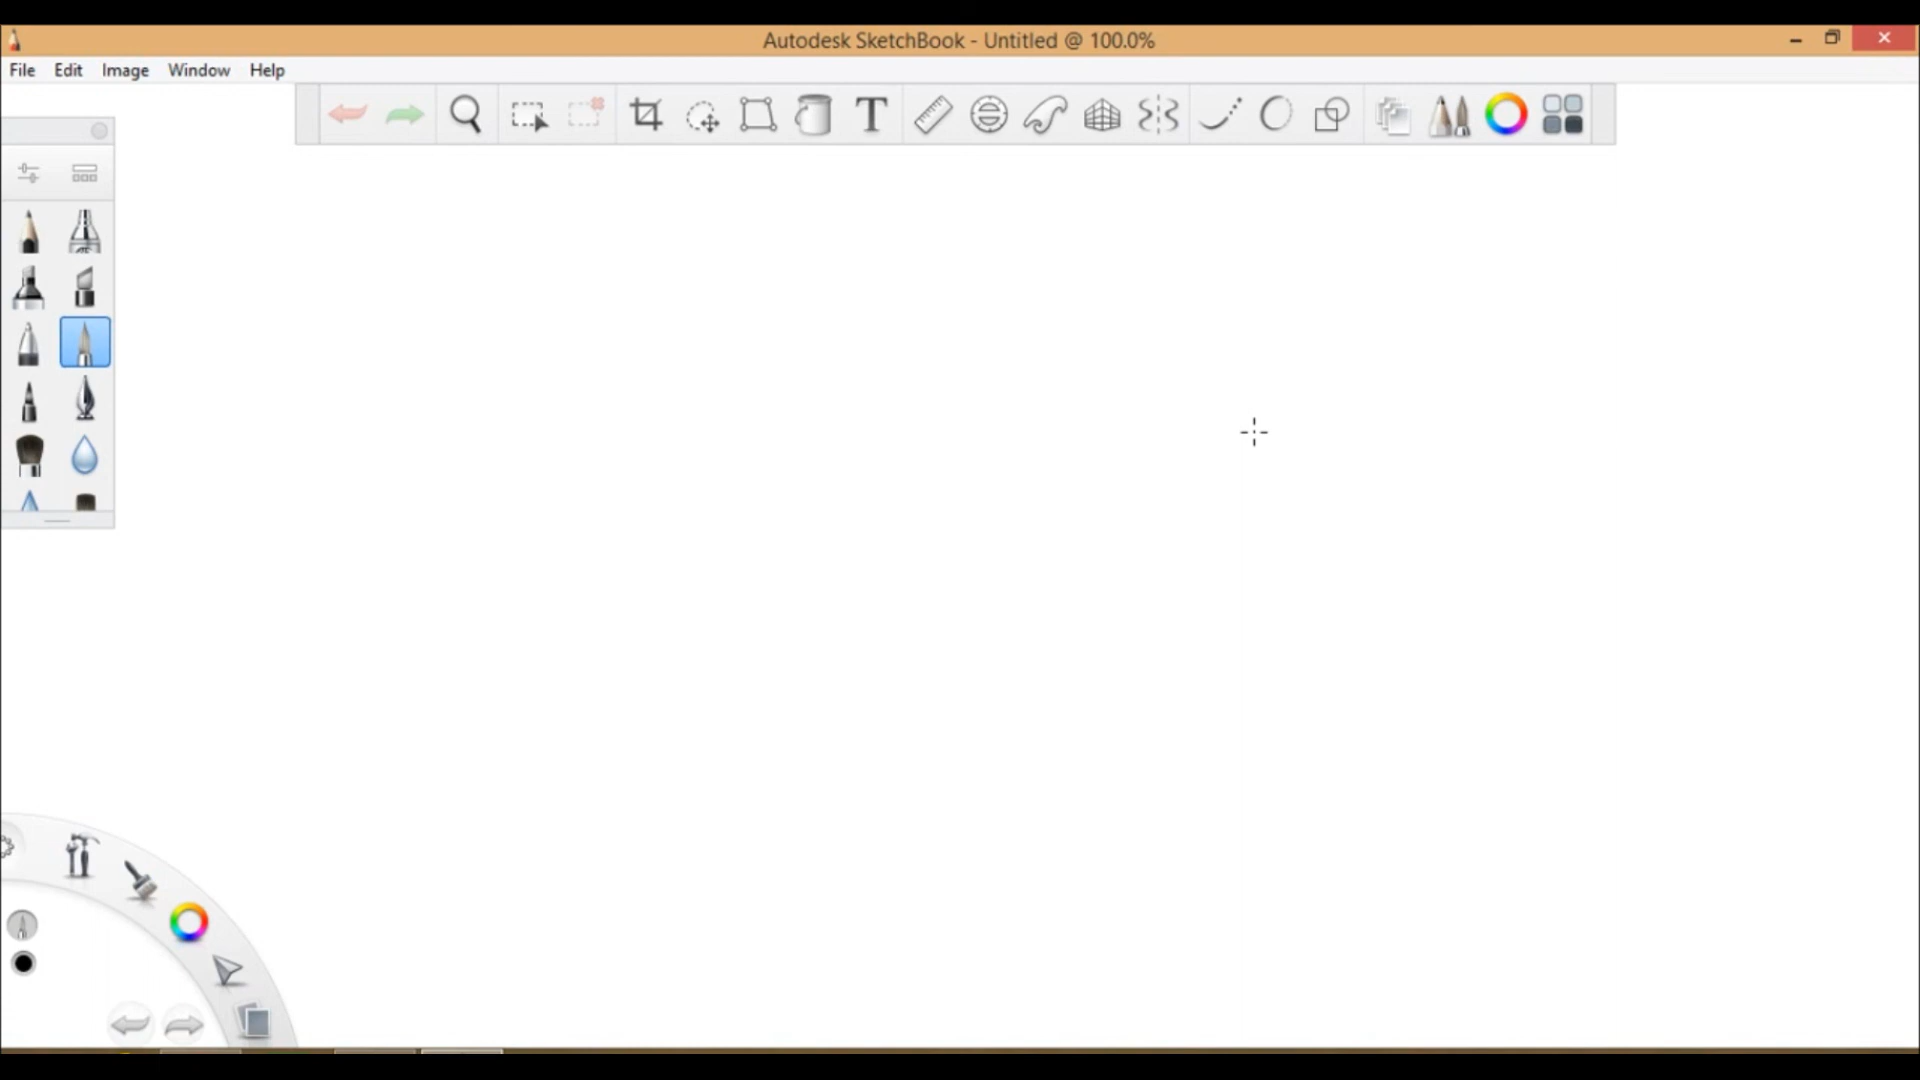 Autodesk SketchBook - Untitled @ 100.0%
File Edit Image Window Help
T